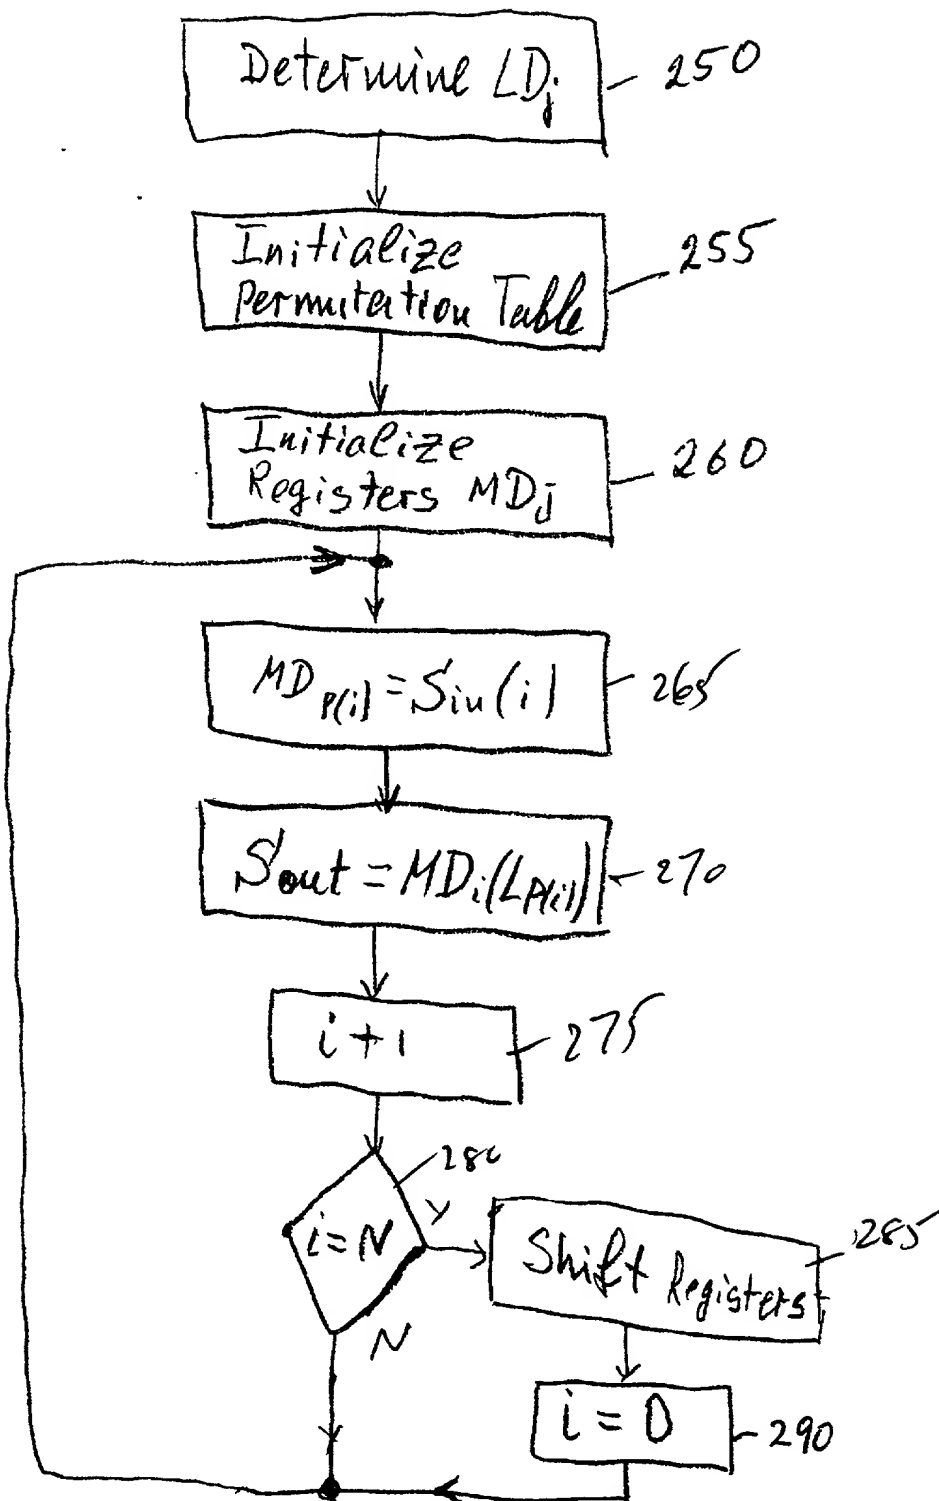 Determine LDj
250
Initialize
Permutation Table
255
Initialize
Registers MDj
260
MD P(i) = Sin(i)
265
Sout = MDi(LP(i))
270
i+1
275
280
i=N
Y
N
Shift Registers
285
i = 0
290